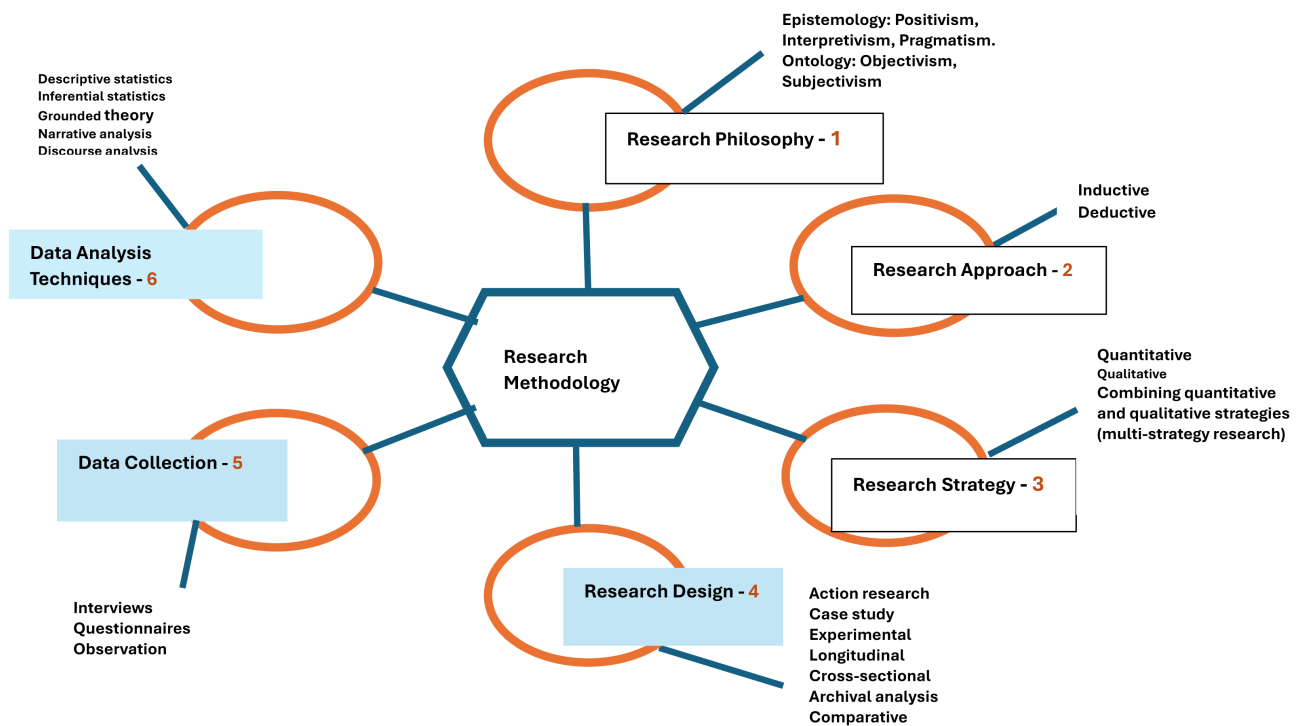 Epistemology: Positivism,
Interpretivism, Pragmatism.
Ontology: Objectivism,
Subjectivism
Research Philosophy - 1
Inductive
Deductive
Research Approach - 2
Quantitative
Qualitative
Combining quantitative
and qualitative strategies
(multi-strategy research)
Research Strategy - 3
Research
Methodology
Research Design - 4
Action research
Case study
Experimental
Longitudinal
Cross-sectional
Archival analysis
Comparative
Data Collection - 5
Interviews
Questionnaires
Observation
Descriptive statistics
Inferential statistics
Grounded theory
Narrative analysis
Discourse analysis
Data Analysis
Techniques - 6